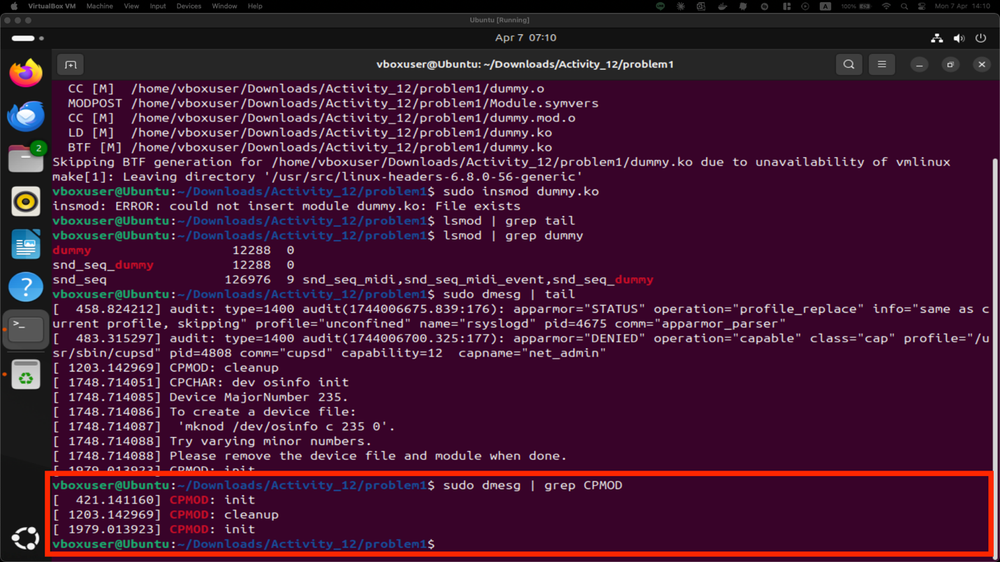 VirtualBox VM Machine View Input Devices Window Help A 100% Mon 7 Apr 14:10
Ubuntu [Running]
Apr 7 07:10
vboxuser@Ubuntu: ~/Downloads/Activity_12/problem1
2
CC [M] /home/vboxuser/Downloads/Activity_12/problem1/dummy.o
MODPOST /home/vboxuser/Downloads/Activity_12/problem1/Module.symvers
CC [M] /home/vboxuser/Downloads/Activity_12/problem1/dummy.mod.o
LD [M] /home/vboxuser/Downloads/Activity_12/problem1/dummy.ko
BTF [M] /home/vboxuser/Downloads/Activity_12/problem1/dummy.ko
Skipping BTF generation for /home/vboxuser/Downloads/Activity_12/problem1/dummy.ko due to unavailability of vmlinux
make[1]: Leaving directory '/usr/src/linux-headers-6.8.0-56-generic'
vboxuser@Ubuntu:~/Downloads/Activity_12/problem1$ sudo insmod dummy.ko
insmod: ERROR: could not insert module dummy.ko: File exists
vboxuser@Ubuntu:~/Downloads/Activity_12/problem1$ lsmod | grep tail
vboxuser@Ubuntu:~/Downloads/Activity_12/problem1$ lsmod | grep dummy
dummy 12288 0
snd_seq_dummy 12288 0
snd_seq 126976 9 snd_seq_midi,snd_seq_midi_event,snd_seq_dummy
vboxuser@Ubuntu:~/Downloads/Activity_12/problem1$ sudo dmesg | tail
[ 458.824212] audit: type=1400 audit(1744006675.839:176): apparmor="STATUS" operation="profile_replace" info="same as c
urrent profile, skipping" profile="unconfined" name="rsyslogd" pid=4675 comm="apparmor_parser"
[ 483.315297] audit: type=1400 audit(1744006700.325:177): apparmor="DENIED" operation="capable" class="cap" profile="/u
sr/sbin/cupsd" pid=4808 comm="cupsd" capability=12 capname="net_admin"
[ 1203.142969] CPMOD: cleanup
[ 1748.714051] CPCHAR: dev osinfo init
[ 1748.714085] Device MajorNumber 235.
[ 1748.714086] To create a device file:
[ 1748.714087] 'mknod /dev/osinfo c 235 0'.
[ 1748.714088] Try varying minor numbers.
[ 1748.714088] Please remove the device file and module when done.
[ 1979.013923] CPMOD: init
vboxuser@Ubuntu:~/Downloads/Activity_12/problem1$ sudo dmesg | grep CPMOD
[ 421.141160] CPMOD: init
[ 1203.142969] CPMOD: cleanup
[ 1979.013923] CPMOD: init
vboxuser@Ubuntu:~/Downloads/Activity_12/problem1$